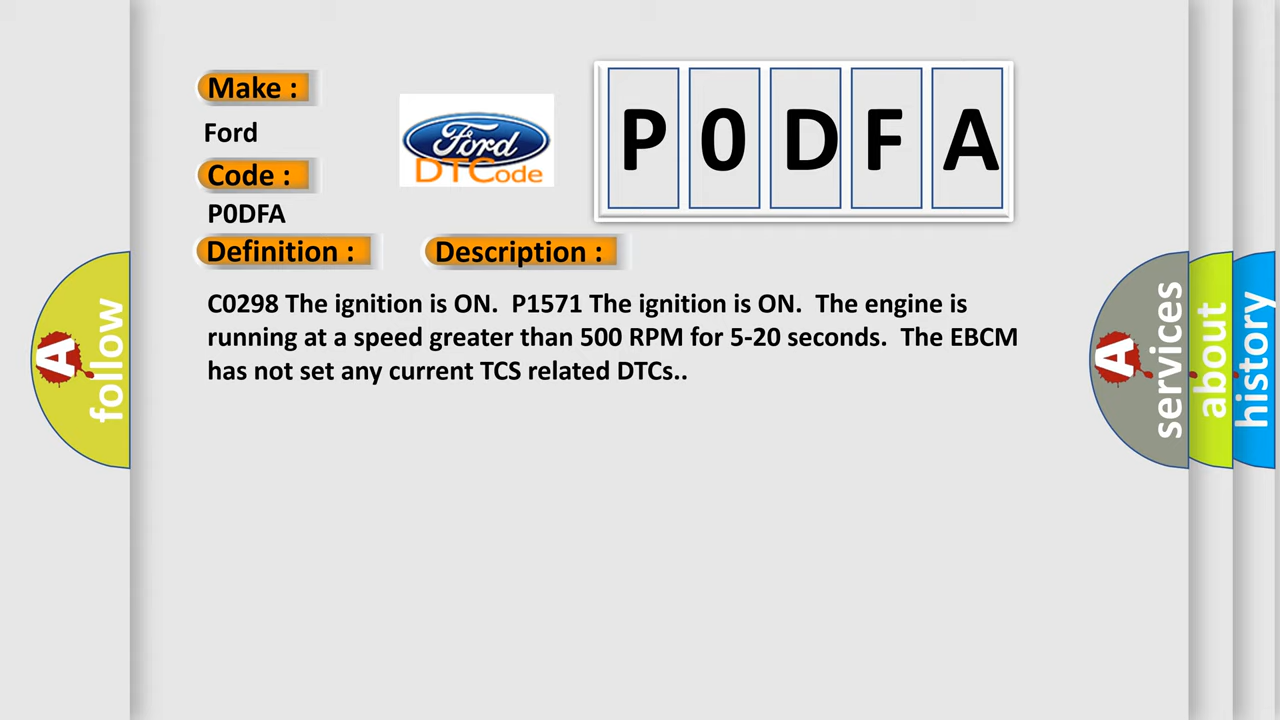 Make :
Ford
Code :
P0DFA
Ford
DTCode
P0DFA
Definition :
Description :
C0298 The ignition is ON.  P1571 The ignition is ON.  The engine is
running at a speed greater than 500 RPM for 5-20 seconds.  The EBCM
has not set any current TCS related DTCs..
A follow
A services
about
history